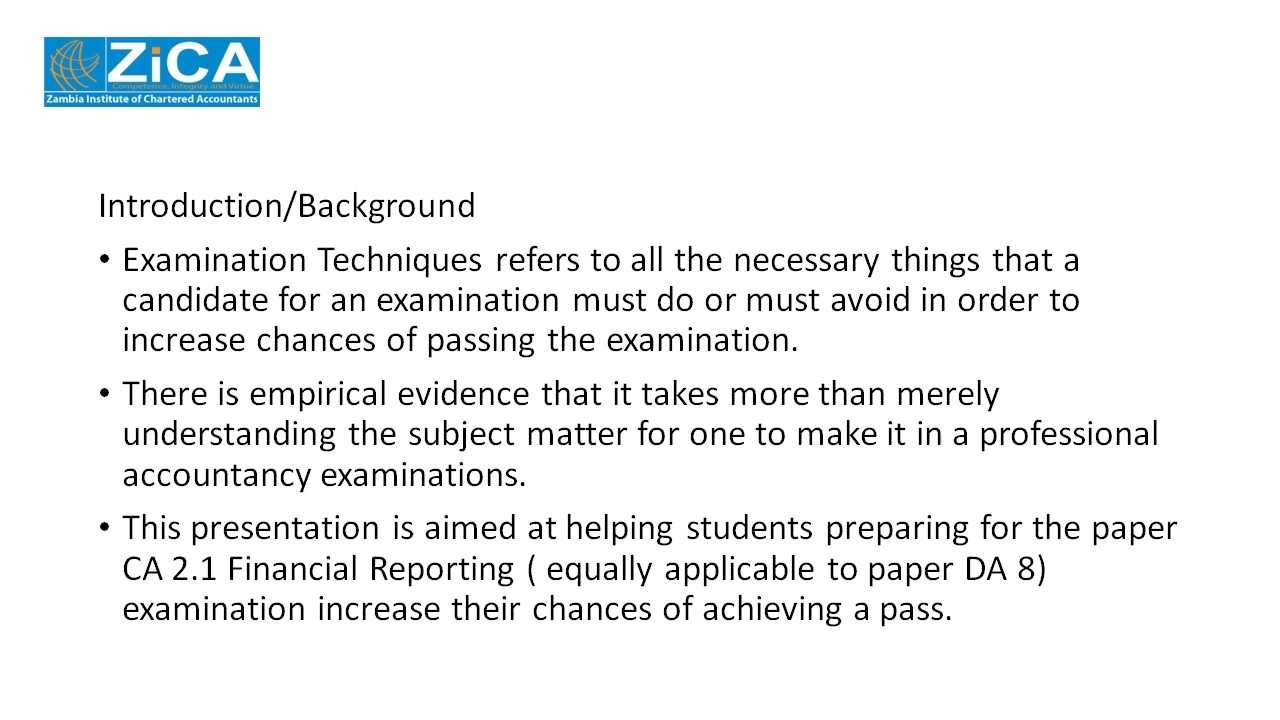 ZiCA
Competence, Integrity and Virtue
Zambia Institute of Chartered Accountants
Introduction/Background
• Examination Techniques refers to all the necessary things that a
candidate for an examination must do or must avoid in order to
increase chances of passing the examination.
• There is empirical evidence that it takes more than merely
understanding the subject matter for one to make it in a professional
accountancy examinations.
• This presentation is aimed at helping students preparing for the paper
CA 2.1 Financial Reporting ( equally applicable to paper DA 8)
examination increase their chances of achieving a pass.